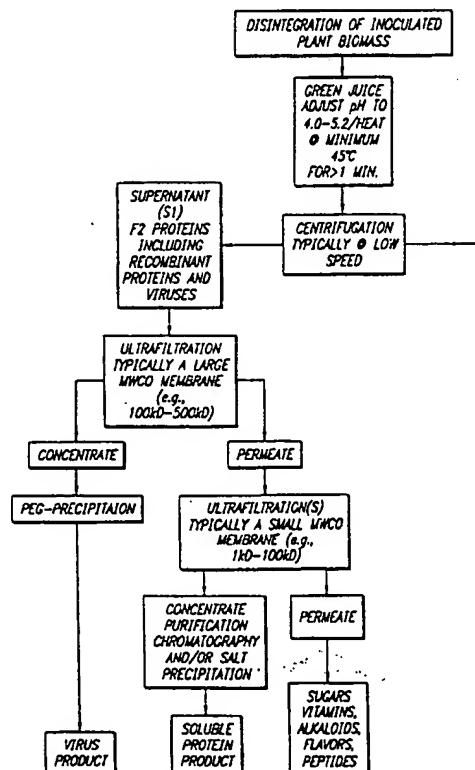 DISINTEGRATION OF INOCULATED
PLANT BIOMASS
GREEN JUICE
ADJUST pH TO
4.0-5.2/HEAT
@ MINIMUM
45°C
FOR>1 MIN.
SUPERNATANT
(S1)
F2 PROTEINS
INCLUDING
RECOMBINANT
PROTEINS AND
VIRUSES
CENTRIFUGATION
TYPICALLY @ LOW
SPEED
ULTRAFILTRATION
TYPICALLY A LARGE
MWCO MEMBRANE
(e.g.,
100kD-500kD)
CONCENTRATE
PERMEATE
PEG-PRECIPITAION
ULTRAFILTRATION(S)
TYPICALLY A SMALL MWCO
MEMBRANE (e.g.,
1kD-100kD)
CONCENTRATE
PURIFICATION
CHROMATOGRAPHY
AND/OR SALT
PRECIPITATION
PERMEATE
VIRUS
PRODUCT
SOLUBLE
PROTEIN
PRODUCT
SUGARS
VITAMINS,
ALKALOIDS,
FLAVORS,
PEPTIDES